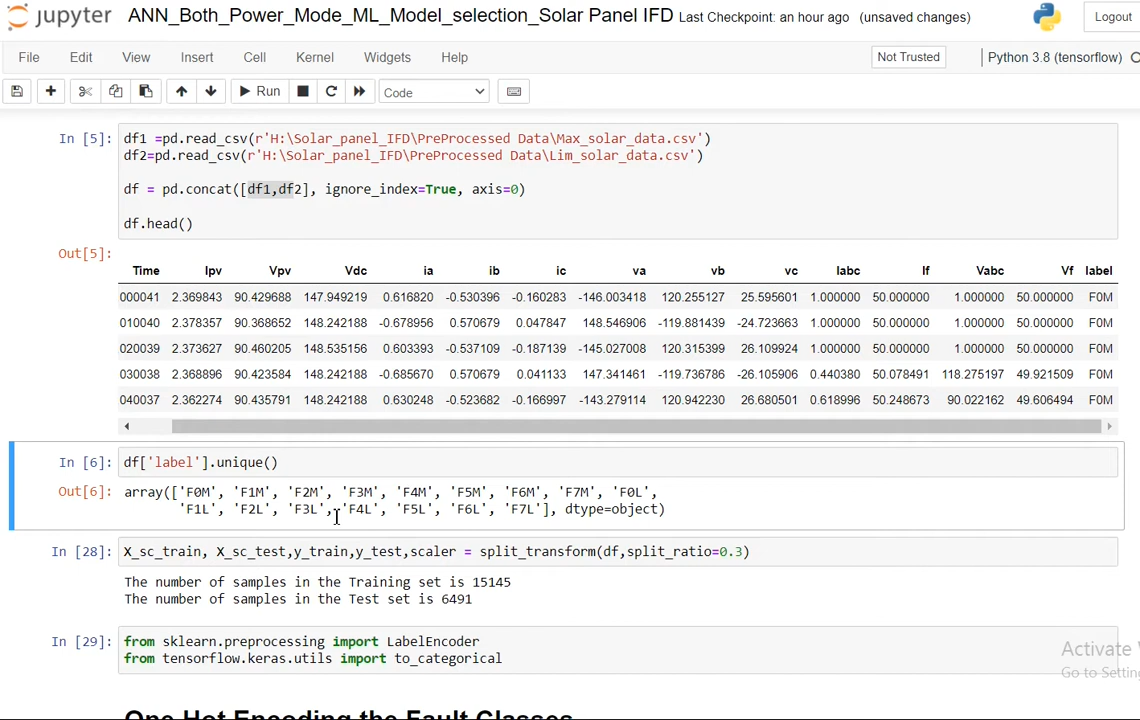 jupyter ANN_Both_Power_Mode_ML_Model_selection_Solar Panel IFD Last Checkpoint: an hour ago (unsaved changes) Logout
File Edit View Insert Cell Kernel Widgets Help Not Trusted Python 3.8 (tensorflow)
Run Code
In [5]: df1 =pd.read_csv(r'H:\Solar_panel_IFD\PreProcessed Data\Max_solar_data.csv')
df2=pd.read_csv(r'H:\Solar_panel_IFD\PreProcessed Data\Lim_solar_data.csv')
df = pd.concat([df1,df2], ignore_index=True, axis=0)
df.head()
Out[5]:
Time Ipv Vpv Vdc ia ib ic va vb vc Iabc If Vabc Vf label
000041 2.369843 90.429688 147.949219 0.616820 -0.530396 -0.160283 -146.003418 120.255127 25.595601 1.000000 50.000000 1.000000 50.000000 F0M
010040 2.378357 90.368652 148.242188 -0.678956 0.570679 0.047847 148.546906 -119.881439 -24.723663 1.000000 50.000000 1.000000 50.000000 F0M
020039 2.373627 90.460205 148.535156 0.603393 -0.537109 -0.187139 -145.027008 120.315399 26.109924 1.000000 50.000000 1.000000 50.000000 F0M
030038 2.368896 90.423584 148.242188 -0.685670 0.570679 0.041133 147.341461 -119.736786 -26.105906 0.440380 50.078491 118.275197 49.921509 F0M
040037 2.362274 90.435791 148.242188 0.630248 -0.523682 -0.166997 -143.279114 120.942230 26.680501 0.618996 50.248673 90.022162 49.606494 F0M
In [6]: df['label'].unique()
Out[6]: array(['F0M', 'F1M', 'F2M', 'F3M', 'F4M', 'F5M', 'F6M', 'F7M', 'F0L',
'F1L', 'F2L', 'F3L', 'F4L', 'F5L', 'F6L', 'F7L'], dtype=object)
In [28]: X_sc_train, X_sc_test,y_train,y_test,scaler = split_transform(df,split_ratio=0.3)
The number of samples in the Training set is 15145
The number of samples in the Test set is 6491
In [29]: from sklearn.preprocessing import LabelEncoder
from tensorflow.keras.utils import to_categorical
Activate
Go to Setting
One Hot Encoding the Fault Classes